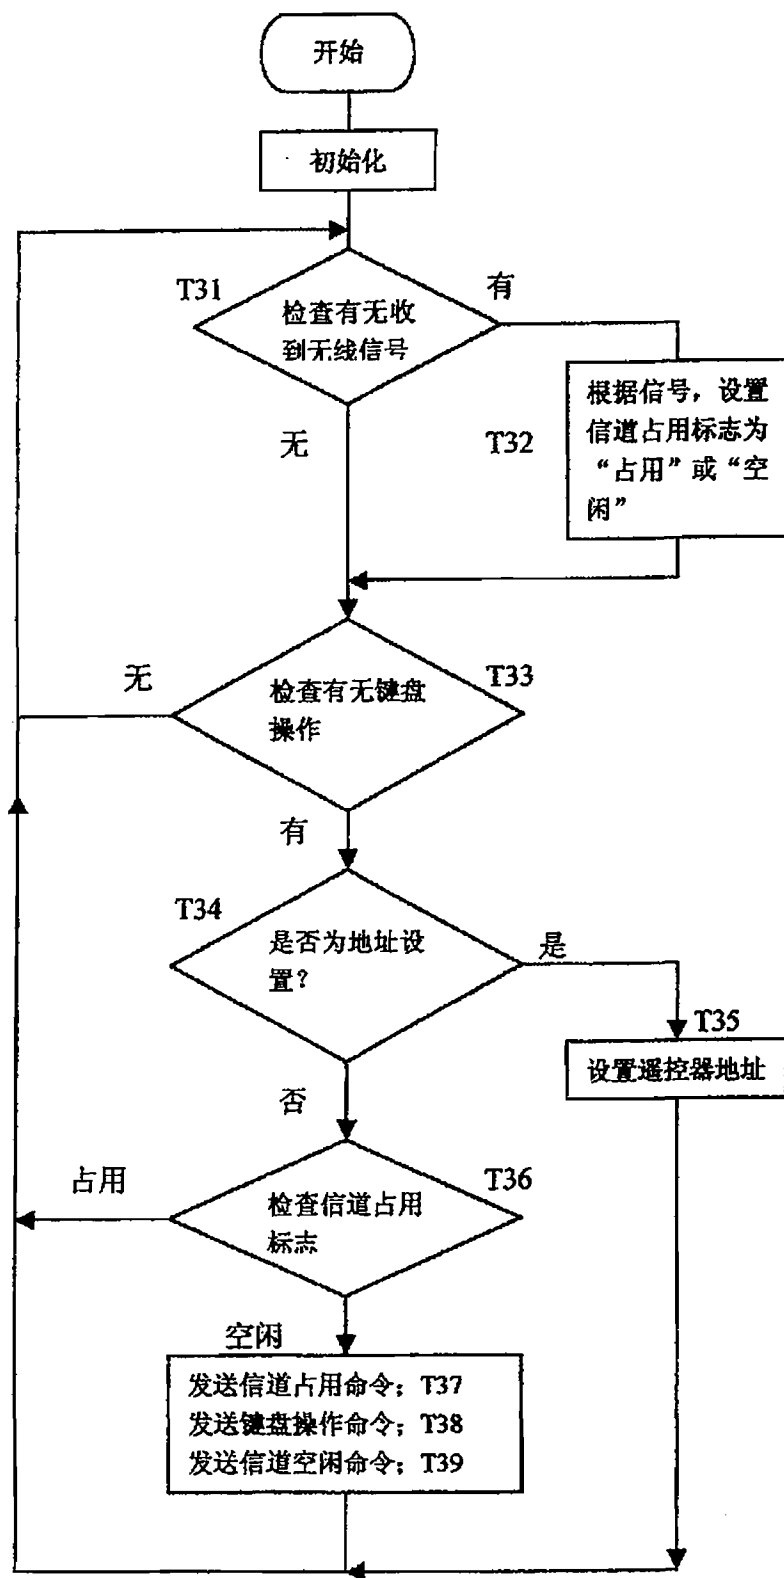 开始
初始化
T31
检查有无收
到无线信号
有
无
T32
根据信号，设置
信道占用标志为
“占用”或“空
闲”
无
T33
检查有无键盘
操作
有
T34
是否为地址设
置？
是
T35
设置遥控器地址
否
占用
T36
检查信道占用
标志
空闲
发送信道占用命令；T37
发送键盘操作命令；T38
发送信道空闲命令；T39